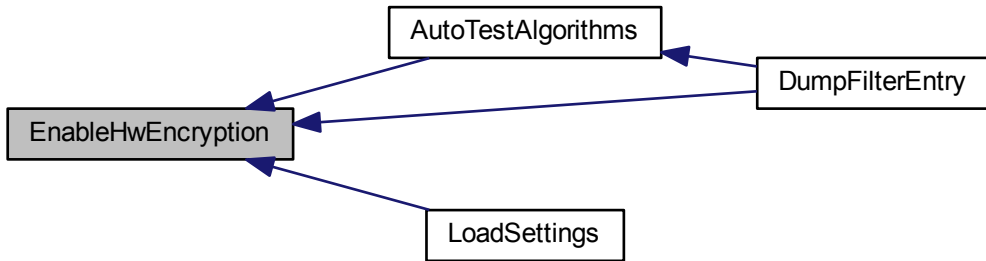 AutoTestAlgorithms
DumpFilterEntry
EnableHwEncryption
LoadSettings